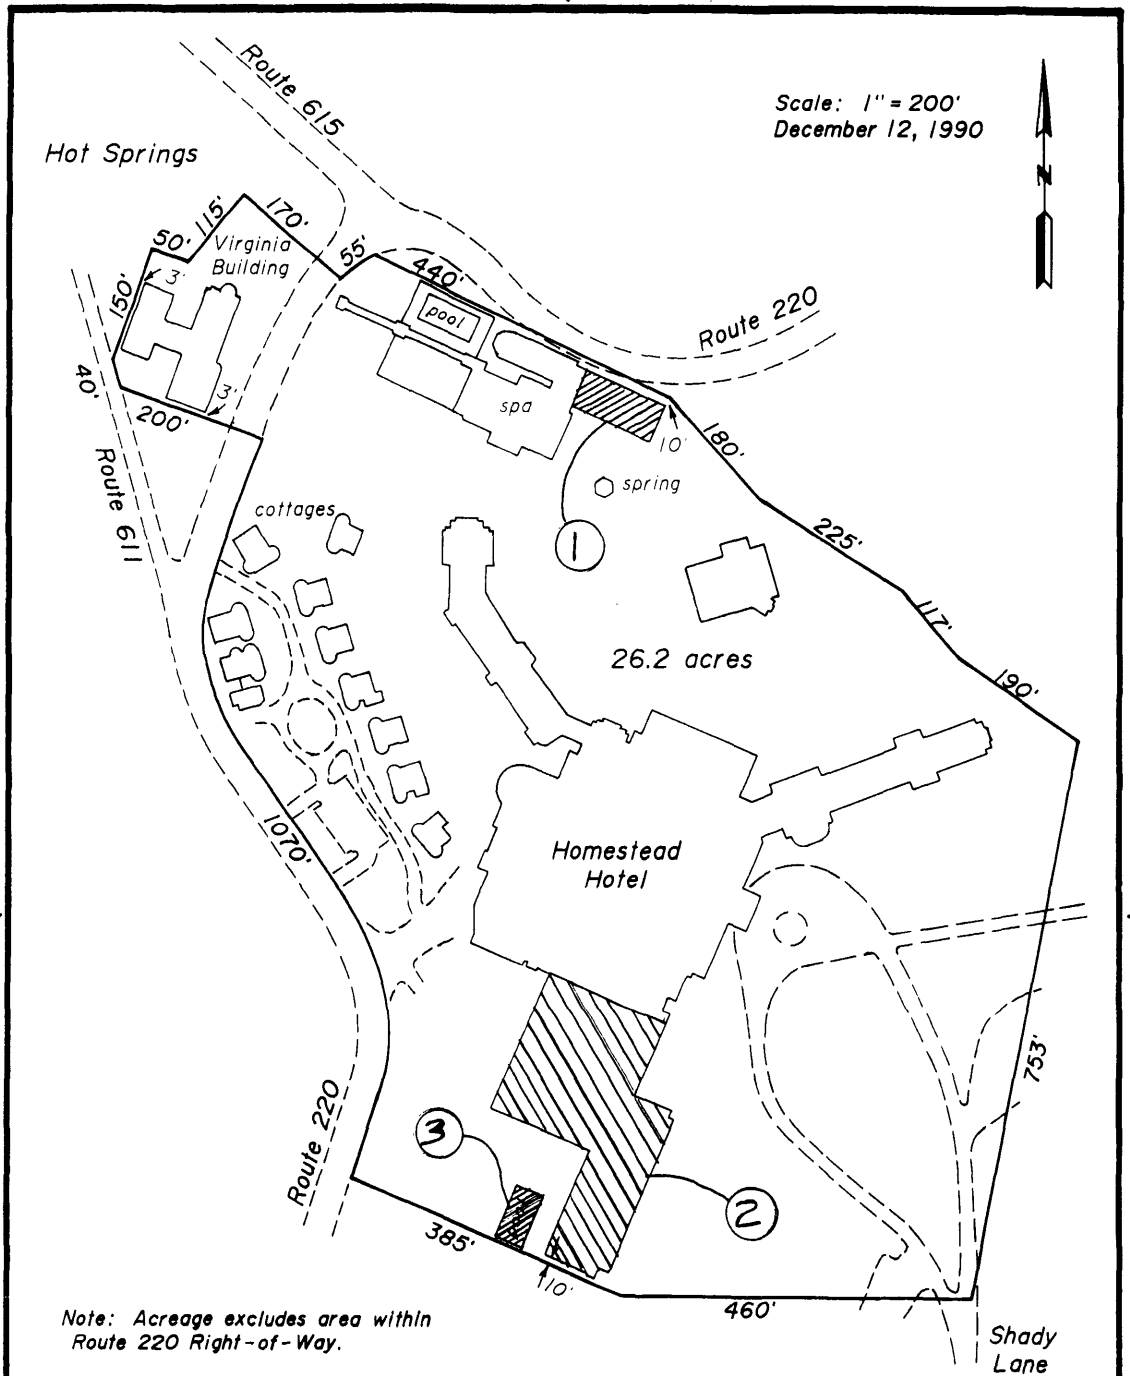 Route 615
Scale: 1" = 200'
December 12, 1990
N
Hot Springs
50'
115'
170'
55'
440'
Virginia
Building
3'
150'
pool
Route 220
40'
3'
200'
spa
10'
180'
Route 611
spring
cottages
1
225'
117'
26.2 acres
190'
1070'
Homestead
Hotel
753'
3
Route 220
2
385'
10'
460'
Note: Acreage excludes area within
Route 220 Right-of-Way.
Shady
Lane